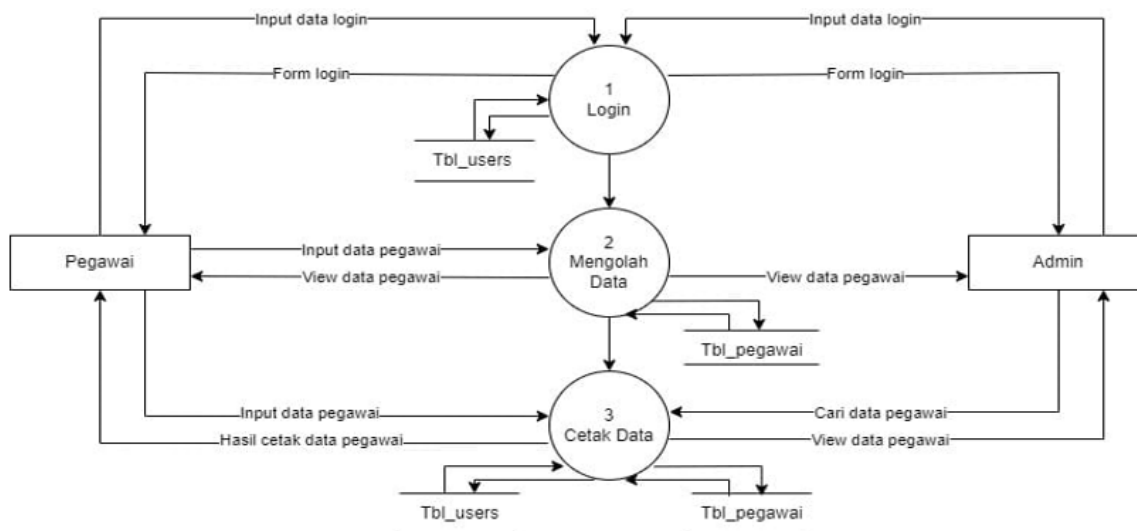 Input data login
Input data login
Form login
Form login
1
Login
Tbl_users
Pegawai
Input data pegawai
View data pegawai
2
Mengolah
Data
View data pegawai
Admin
Tbl_pegawai
Input data pegawai
Hasil cetak data pegawai
3
Cetak Data
Cari data pegawai
View data pegawai
Tbl_users
Tbl_pegawai